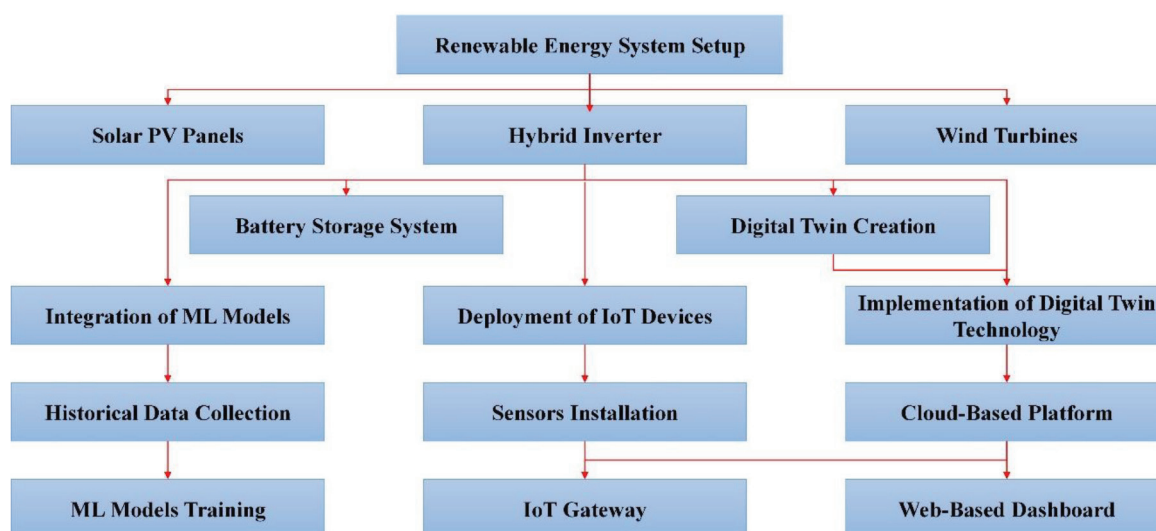 Renewable Energy System Setup
Solar PV Panels
Hybrid Inverter
Wind Turbines
Battery Storage System
Digital Twin Creation
Integration of ML Models
Deployment of IoT Devices
Implementation of Digital Twin
Technology
Historical Data Collection
Sensors Installation
Cloud-Based Platform
ML Models Training
IoT Gateway
Web-Based Dashboard